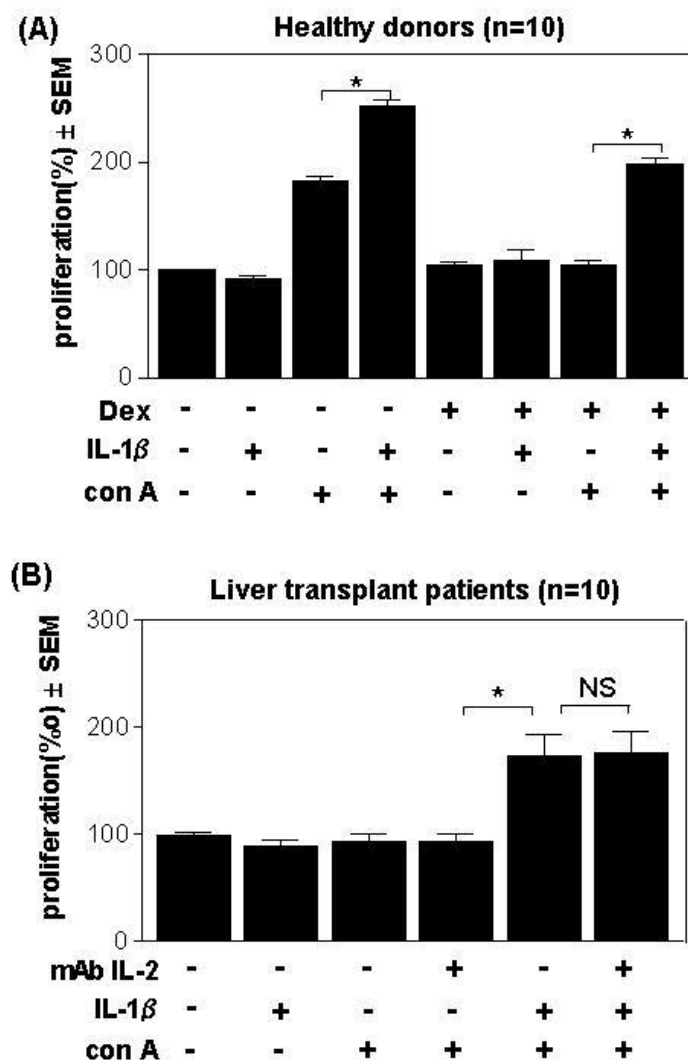 (A)
Healthy donors (n=10)
proliferation(%) ± SEM
300
200
100
0
*
*
Dex - - - - + + + +
IL-1β - + - + - + - +
con A - - + + - - + +
(B)
Liver transplant patients (n=10)
proliferation(%o) ± SEM
300
200
100
0
*
NS
mAb IL-2 - - - + - +
IL-1β - + - - + +
con A - - + + + +